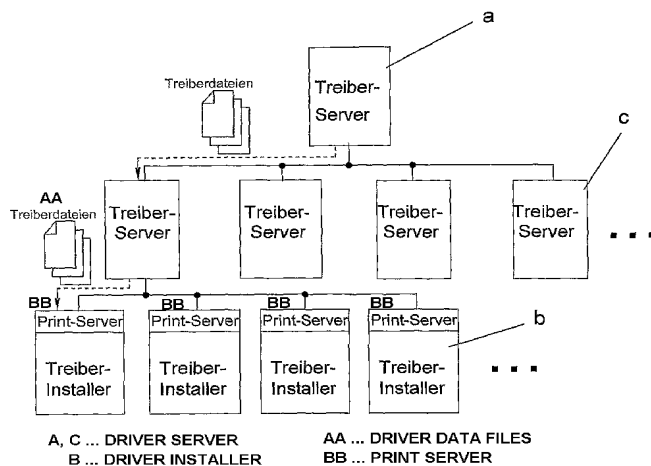 a
Treiberdateien
Treiber-
Server
c
AA
Treiberdateien
Treiber-
Server
Treiber-
Server
Treiber-
Server
Treiber-
Server
BB
BB
BB
BB
Print-Server
Print-Server
Print-Server
Print-Server
b
Treiber-
Installer
Treiber-
Installer
Treiber-
Installer
Treiber-
Installer
A, C ... DRIVER SERVER
AA ... DRIVER DATA FILES
B ... DRIVER INSTALLER
BB ... PRINT SERVER